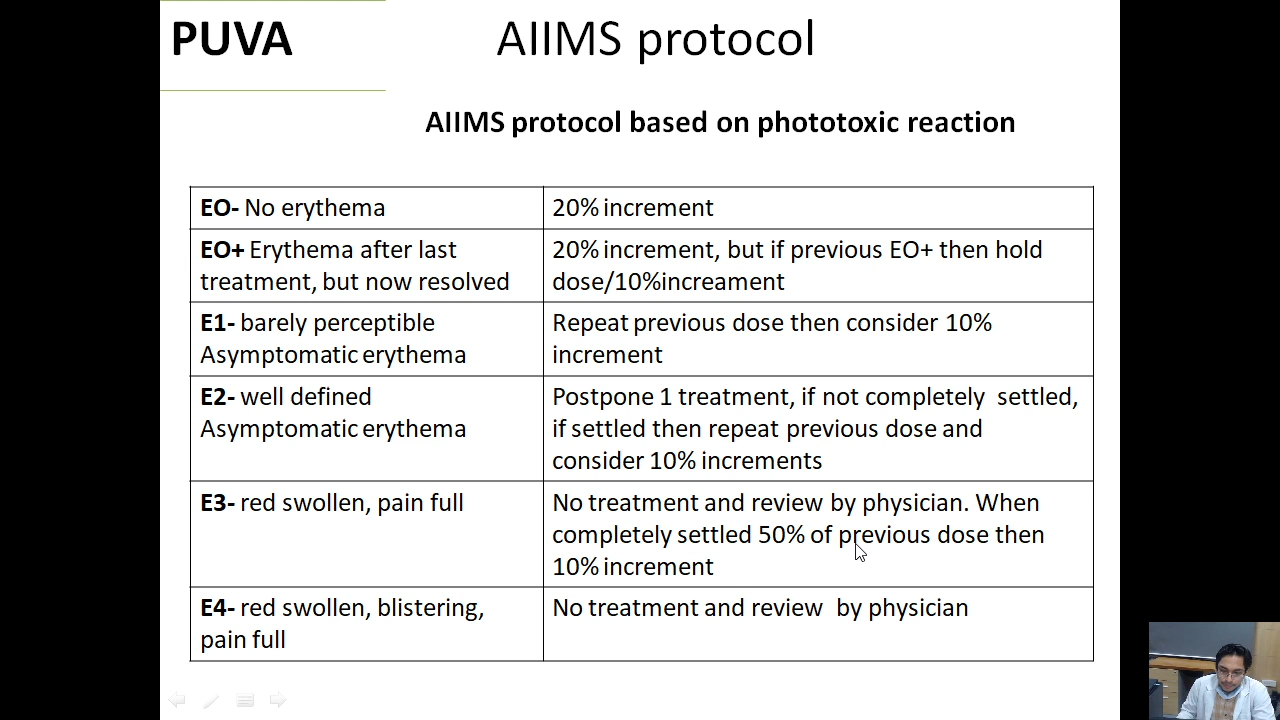 PUVA
AIIMS protocol
AIIMS protocol based on phototoxic reaction
EO- No erythema
20% increment
EO+ Erythema after last
treatment, but now resolved
20% increment, but if previous EO+ then hold
dose/10%increament
E1- barely perceptible
Asymptomatic erythema
Repeat previous dose then consider 10%
increment
E2- well defined
Asymptomatic erythema
Postpone 1 treatment, if not completely settled,
if settled then repeat previous dose and
consider 10% increments
E3- red swollen, pain full
No treatment and review by physician. When
completely settled 50% of previous dose then
10% increment
E4- red swollen, blistering,
pain full
No treatment and review by physician